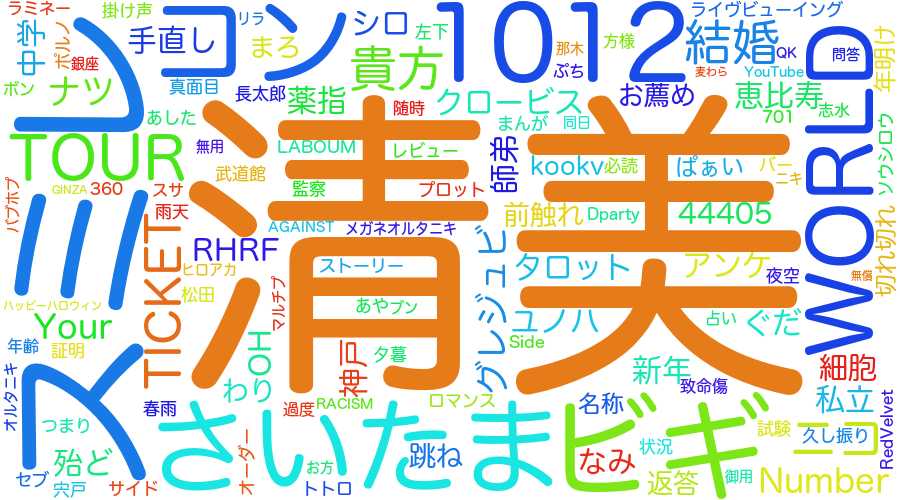 ラミネー
掛け声
リラ
シロ
左下
コン
1012
ライヴビューイング
中学
ポルノ
銀座
手直し
まろ
貴方
那木
方様
結婚
QK
問答
年明け
ボン
ナツ
真面目
長太郎
薬指
随時
クロービス
ぷち
麦わら
お薦め
YouTube
恵比寿
WORLD
あした
無用
清美
まんが
同日
701
志水
ソウシロウ
TOUR
LABOUM
レビュー
師弟
kookv
必読
ぱぁい
バー
ニキ
武道館
GINZA
360
スサ
監察
プロット
前触れ
Dparty
44405
バブホブ
雨天
AGAINST
メガネオルタニキ
切れ切れ
ミ
TICKET
RHRF
グレジュビ
ヒロアカ
ストーリー
タロット
アンケ
夜空
無償
ハッピーハロウィン
松田
マルチプ
あや
ブン
ユノハ
占い
ぐだ
Your
OH
Side
年齢
証明
神戸
夕暮
新年
細胞
オルタニキ
ス
わり
致命傷
春雨
過度
RACISM
ロマンス
名称
私立
RedVelvet
つまり
さいたま
ビギ
試験
ニコ
久し振り
殆ど
オーダー
跳ね
なみ
状況
セブ
宍戸
サイド
お方
トトロ
返答
御用
Number